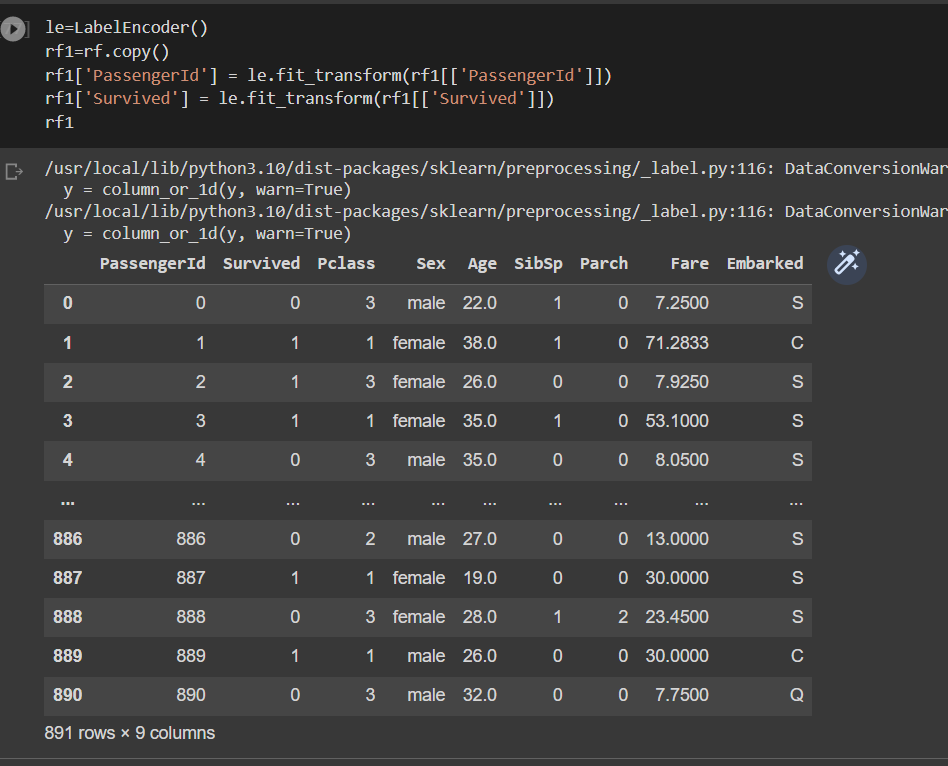 le=LabelEncoder()
rf1=rf.copy()
rf1['PassengerId'] = le.fit_transform(rf1[['PassengerId']])
rf1['Survived'] = le.fit_transform(rf1[['Survived']])
rf1
/usr/local/lib/python3.10/dist-packages/sklearn/preprocessing/_label.py:116: DataConversionWar
y = column_or_1d(y, warn=True)
/usr/local/lib/python3.10/dist-packages/sklearn/preprocessing/_label.py:116: DataConversionWar
y = column_or_1d(y, warn=True)
PassengerId Survived Pclass Sex Age SibSp Parch Fare Embarked
0 0 0 3 male 22.0 1 0 7.2500 S
1 1 1 1 female 38.0 1 0 71.2833 C
2 2 1 3 female 26.0 0 0 7.9250 S
3 3 1 1 female 35.0 1 0 53.1000 S
4 4 0 3 male 35.0 0 0 8.0500 S
... ... ... ... ... ... ... ... ... ...
886 886 0 2 male 27.0 0 0 13.0000 S
887 887 1 1 female 19.0 0 0 30.0000 S
888 888 0 3 female 28.0 1 2 23.4500 S
889 889 1 1 male 26.0 0 0 30.0000 C
890 890 0 3 male 32.0 0 0 7.7500 Q
891 rows × 9 columns